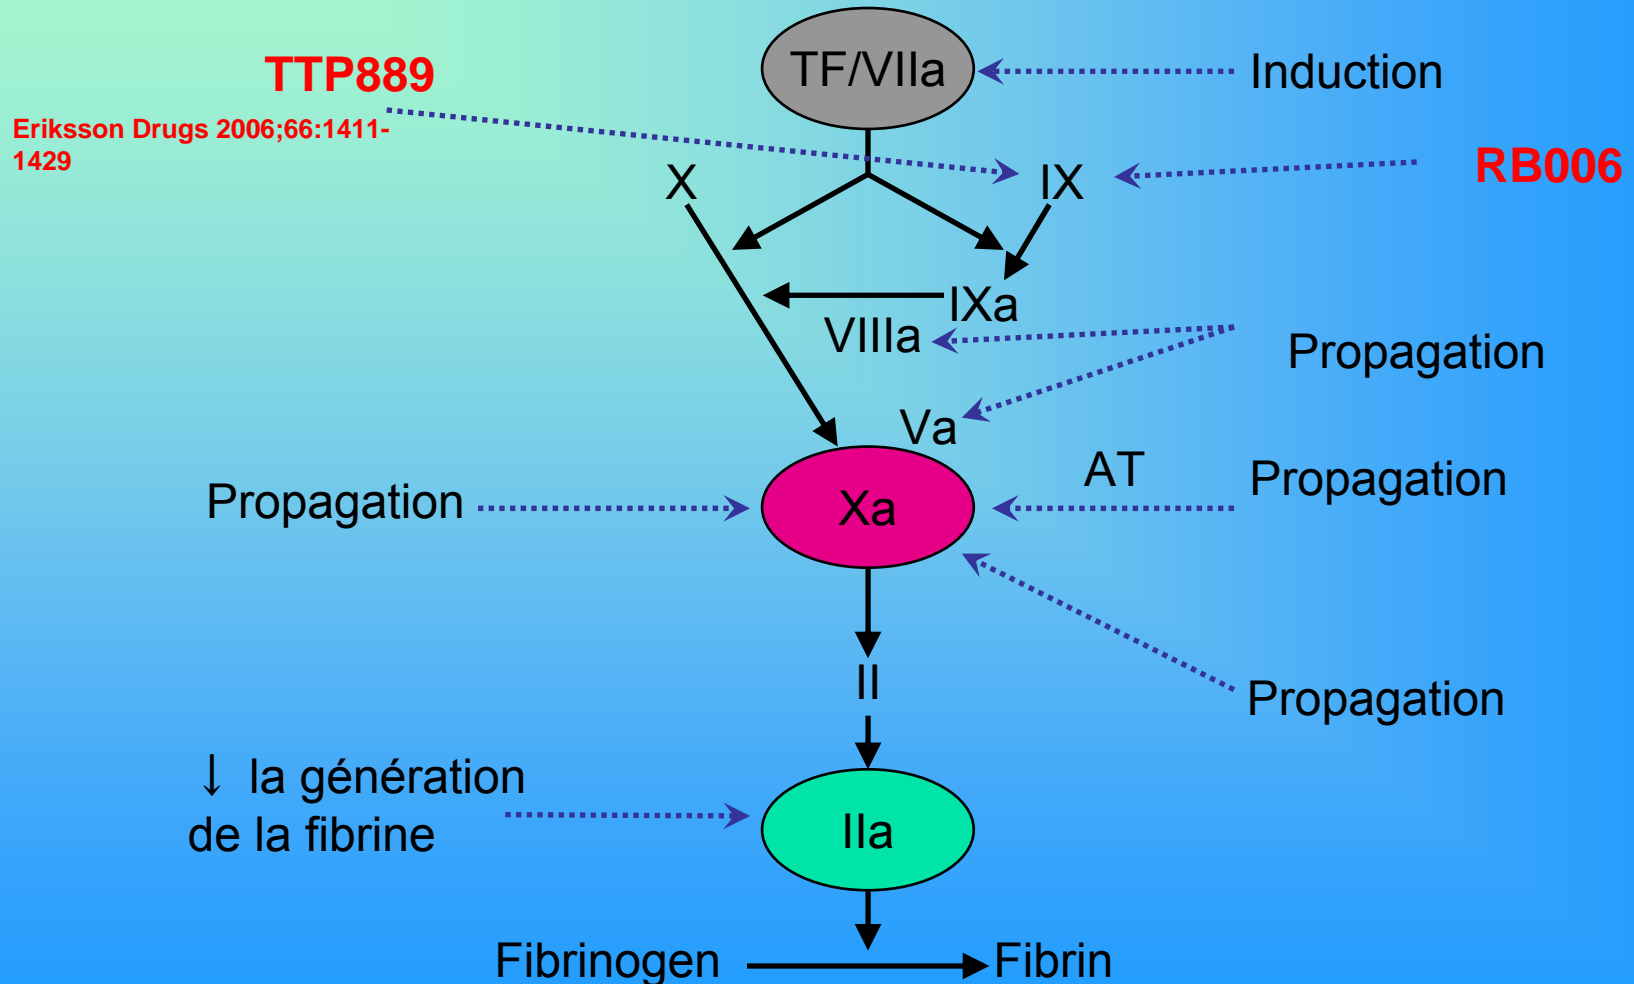 TF/VIIa
TTP889
Induction
Eriksson Drugs 2006;66:1411-
1429
X
IX
RB006
IXa
VIIIa
Propagation
Va
AT
Propagation
Propagation
Xa
II
Propagation
↓ la génération
de la fibrine
IIa
Fibrinogen
Fibrin